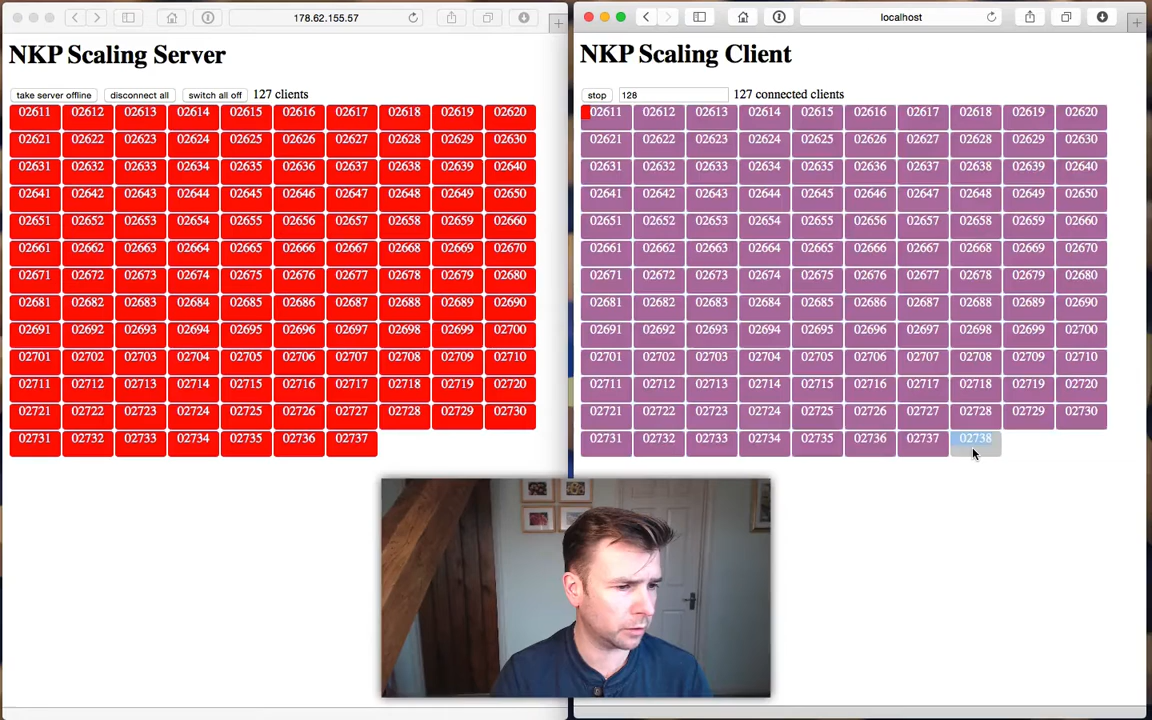 178.62.155.57
NKP Scaling Server
take server offline disconnect all switch all off 127 clients
02611 02612 02613 02614 02615 02616 02617 02618 02619 02620
02621 02622 02623 02624 02625 02626 02627 02628 02629 02630
02631 02632 02633 02634 02635 02636 02637 02638 02639 02640
02641 02642 02643 02644 02645 02646 02647 02648 02649 02650
02651 02652 02653 02654 02655 02656 02657 02658 02659 02660
02661 02662 02663 02664 02665 02666 02667 02668 02669 02670
02671 02672 02673 02674 02675 02676 02677 02678 02679 02680
02681 02682 02683 02684 02685 02686 02687 02688 02689 02690
02691 02692 02693 02694 02695 02696 02697 02698 02699 02700
02701 02702 02703 02704 02705 02706 02707 02708 02709 02710
02711 02712 02713 02714 02715 02716 02717 02718 02719 02720
02721 02722 02723 02724 02725 02726 02727 02728 02729 02730
02731 02732 02733 02734 02735 02736 02737
localhost
NKP Scaling Client
stop 128 127 connected clients
02611 02612 02613 02614 02615 02616 02617 02618 02619 02620
02621 02622 02623 02624 02625 02626 02627 02628 02629 02630
02631 02632 02633 02634 02635 02636 02637 02638 02639 02640
02641 02642 02643 02644 02645 02646 02647 02648 02649 02650
02651 02652 02653 02654 02655 02656 02657 02658 02659 02660
02661 02662 02663 02664 02665 02666 02667 02668 02669 02670
02671 02672 02673 02674 02675 02676 02677 02678 02679 02680
02681 02682 02683 02684 02685 02686 02687 02688 02689 02690
02691 02692 02693 02694 02695 02696 02697 02698 02699 02700
02701 02702 02703 02704 02705 02706 02707 02708 02709 02710
02711 02712 02713 02714 02715 02716 02717 02718 02719 02720
02721 02722 02723 02724 02725 02726 02727 02728 02729 02730
02731 02732 02733 02734 02735 02736 02737 02738